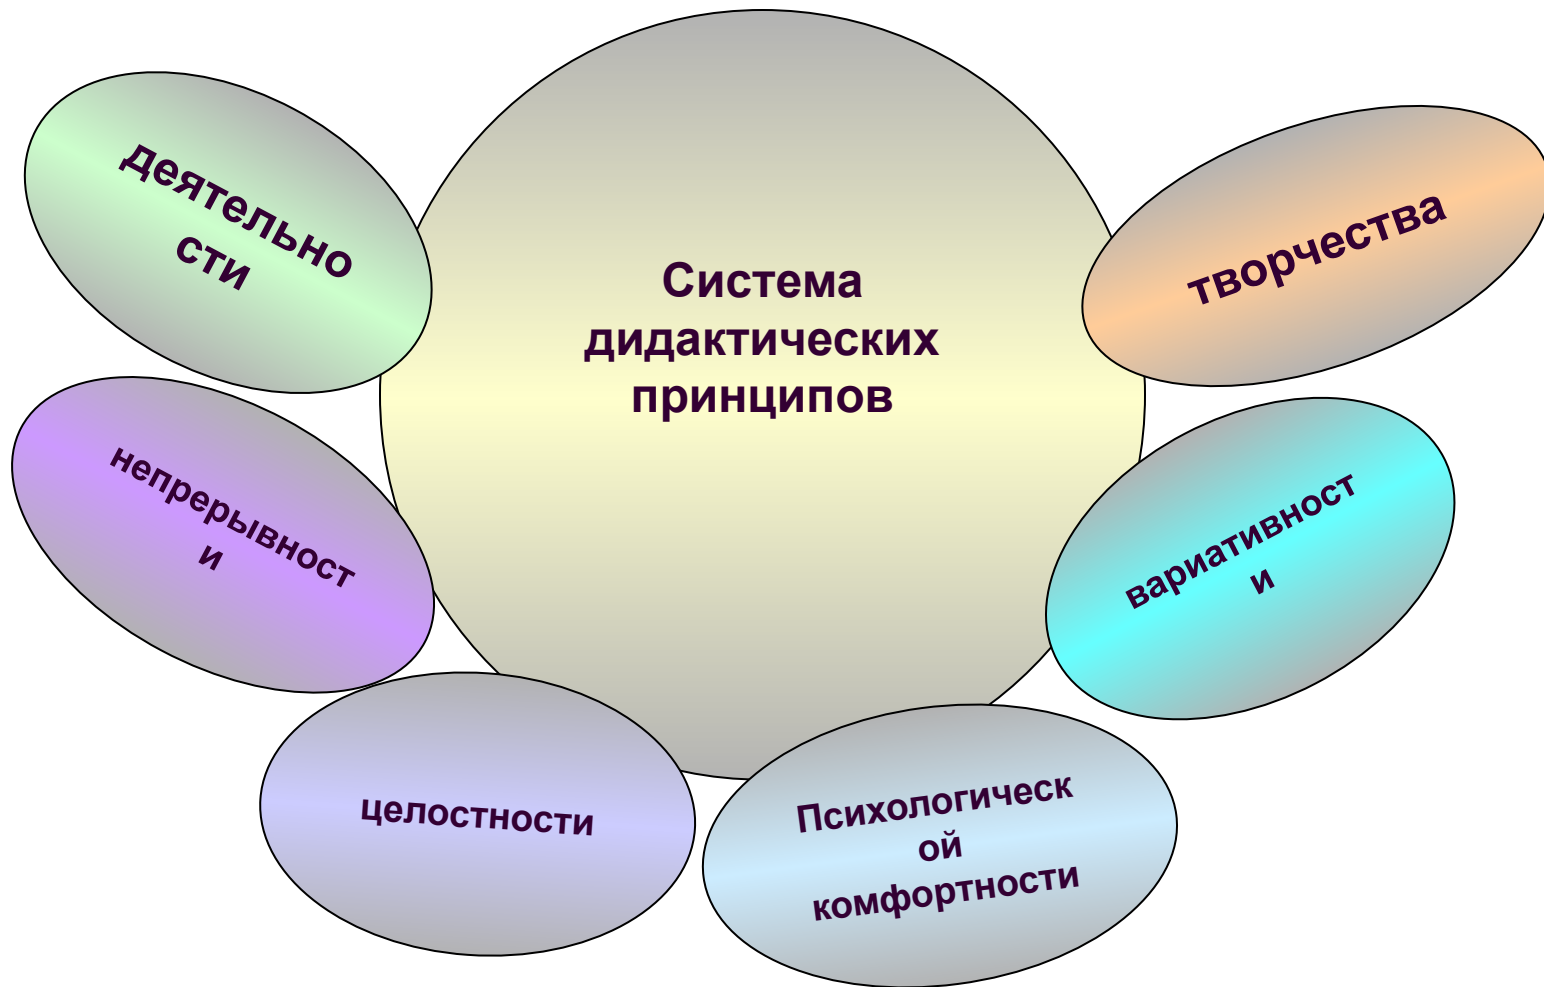 Система
дидактических
принципов
деятельно
сти
непрерывност
и
целостности
Психологическ
ой
комфортности
вариативност
и
творчества